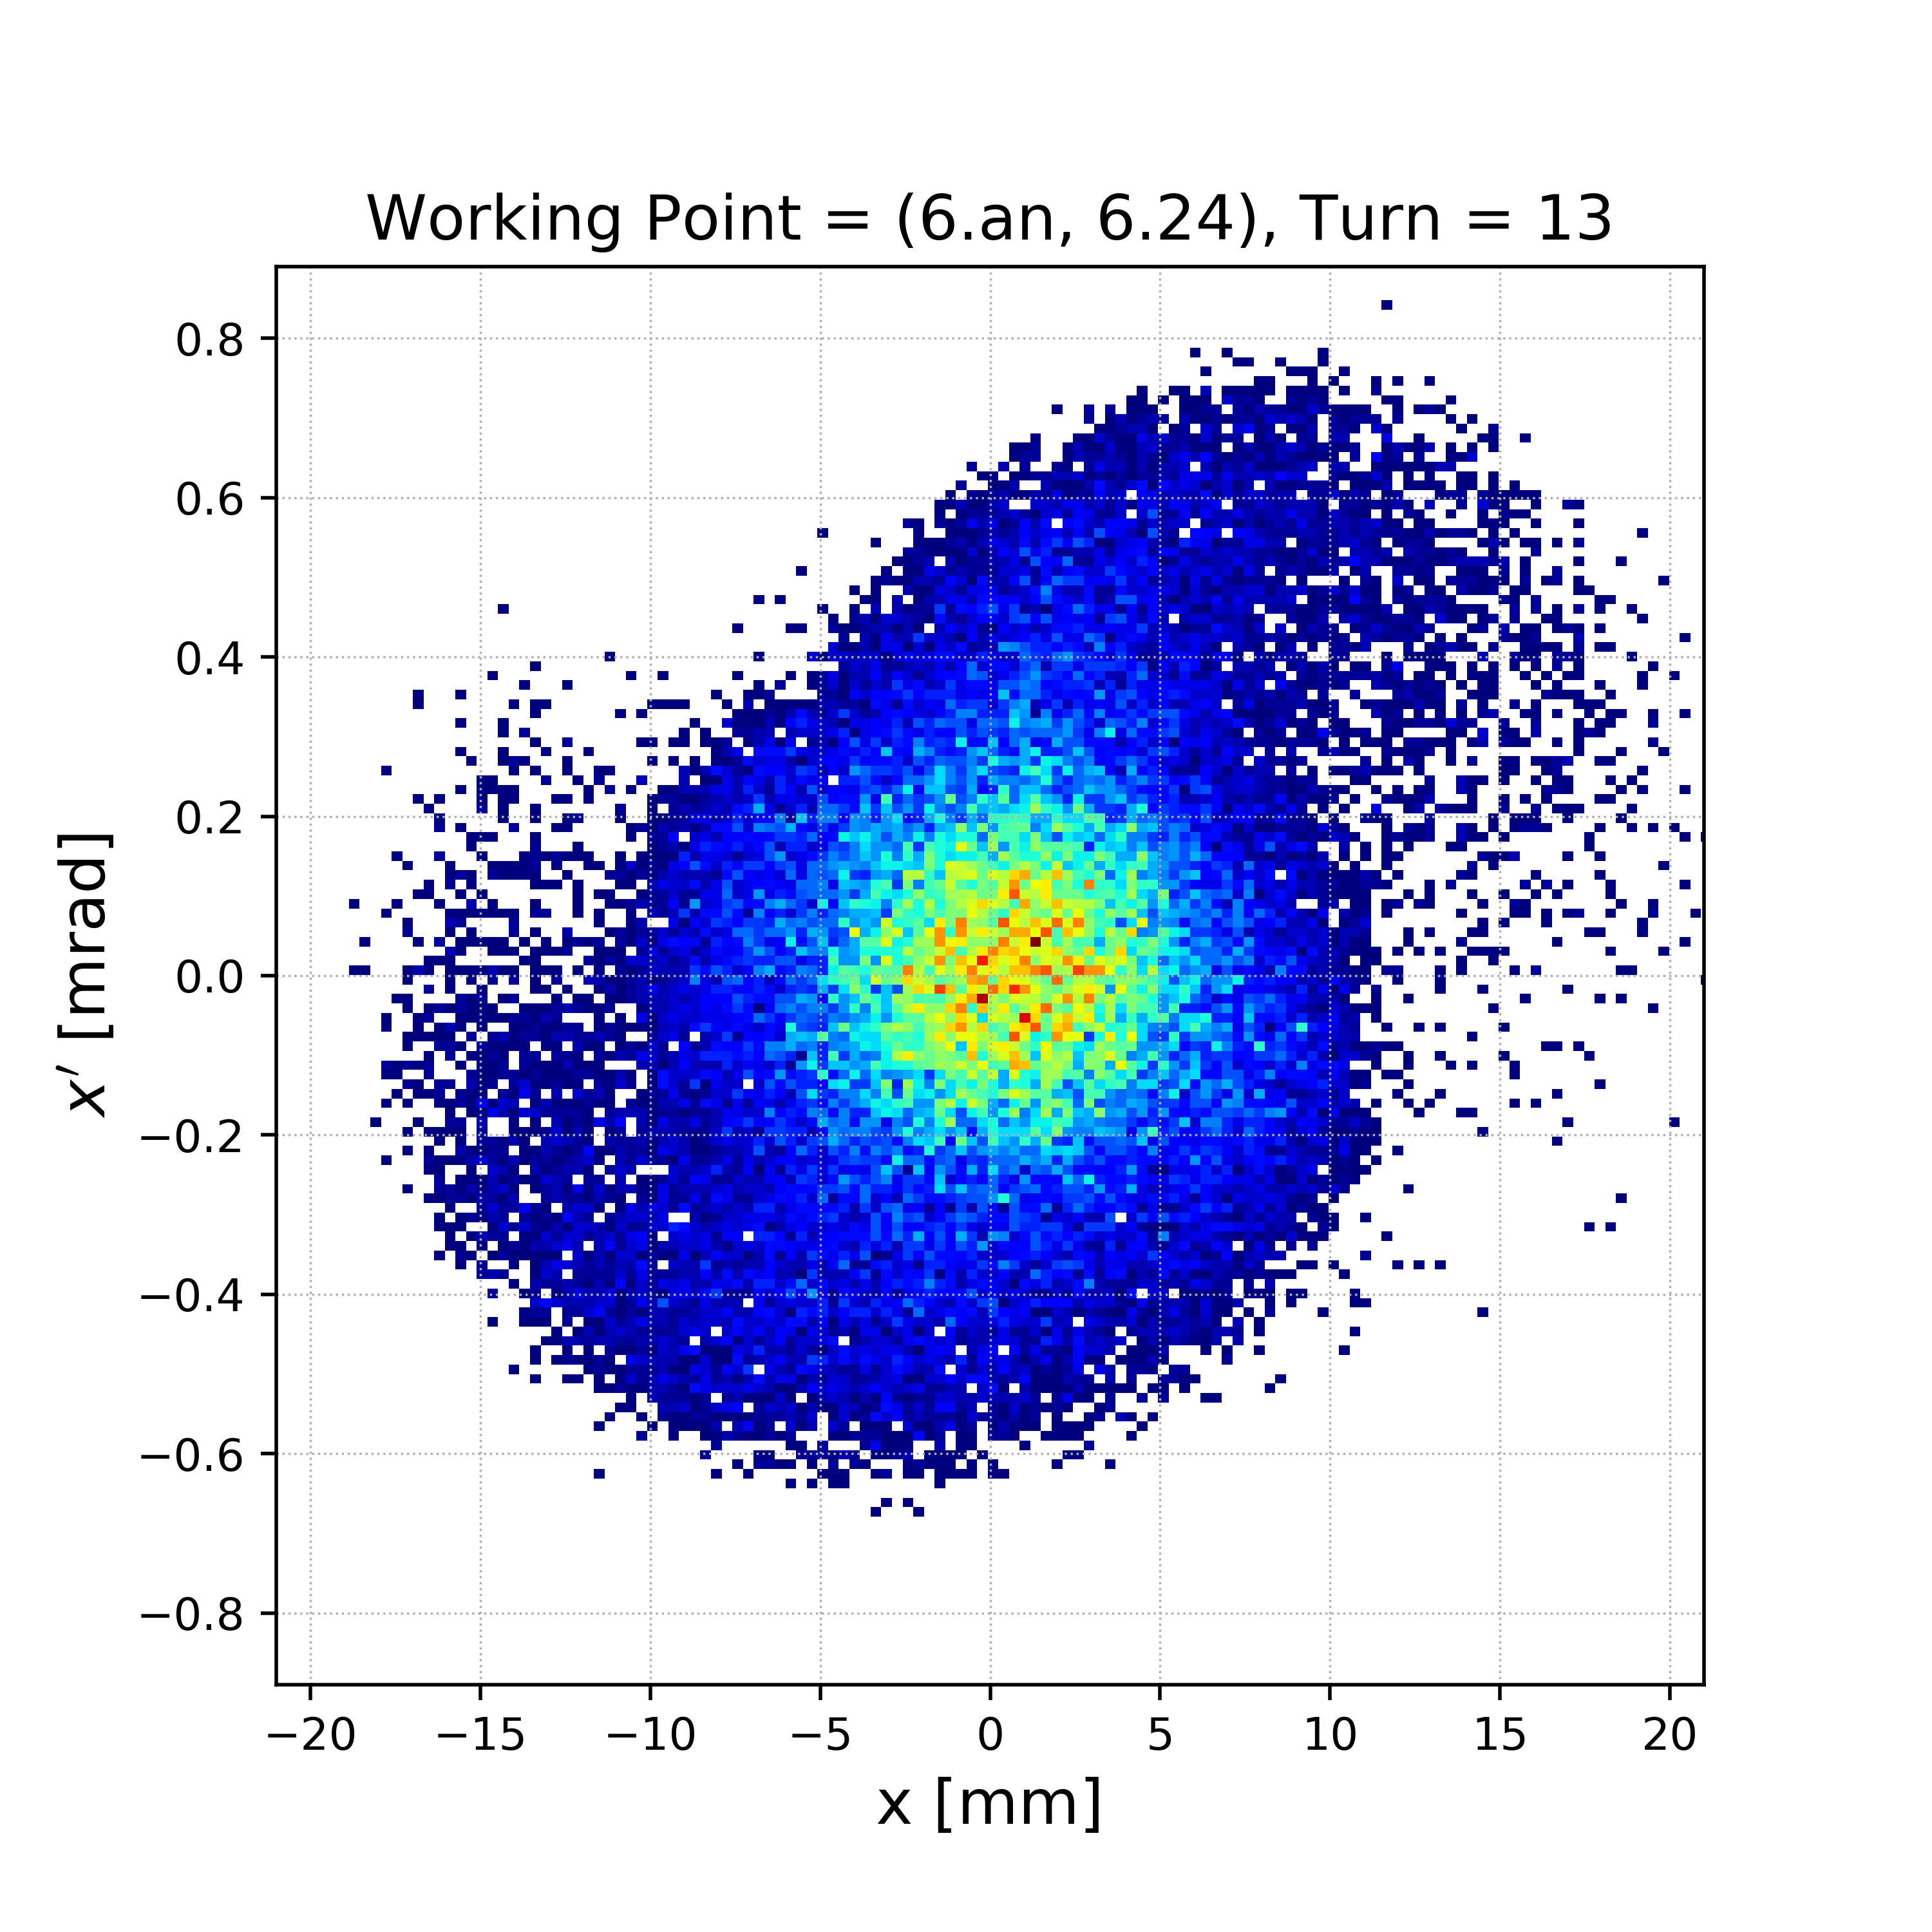 Working Point = (6.an, 6.24), Turn = 13
0.8
0.6
0.4
0.2
0.0
−0.2
−0.4
−0.6
−0.8
x′ [mrad]
−20 −15 −10 −5 0 5 10 15 20
x [mm]